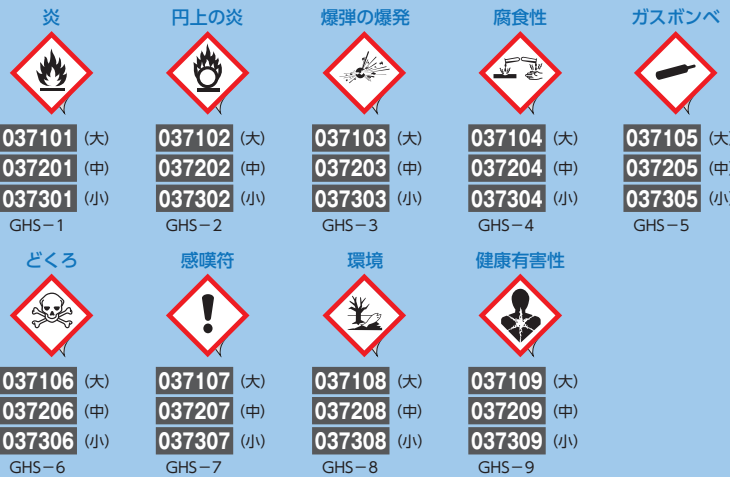 炎 円上の炎 爆弾の爆発 腐食性 ガスボンベ
037101 (大) 037102 (大) 037103 (大) 037104 (大) 037105 (大)
037201 (中) 037202 (中) 037203 (中) 037204 (中) 037205 (中)
037301 (小) 037302 (小) 037303 (小) 037304 (小) 037305 (小)
GHS−1 GHS−2 GHS−3 GHS−4 GHS−5
どくろ 感嘆符 環境 健康有害性
037106 (大) 037107 (大) 037108 (大) 037109 (大)
037206 (中) 037207 (中) 037208 (中) 037209 (中)
037306 (小) 037307 (小) 037308 (小) 037309 (小)
GHS−6 GHS−7 GHS−8 GHS−9